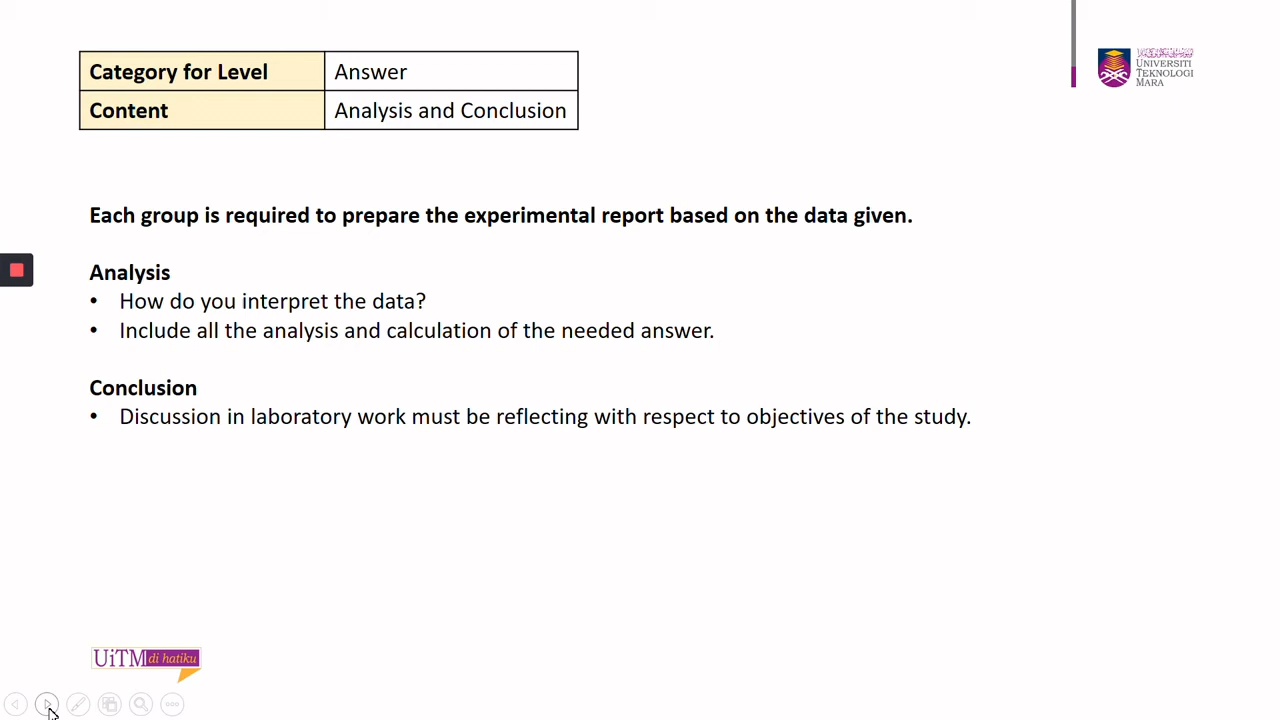 Category for Level Answer
Content Analysis and Conclusion
UNIVERSITI
TEKNOLOGI
MARA
Each group is required to prepare the experimental report based on the data given.
Analysis
• How do you interpret the data?
• Include all the analysis and calculation of the needed answer.
Conclusion
• Discussion in laboratory work must be reflecting with respect to objectives of the study.
UiTM di hatiku